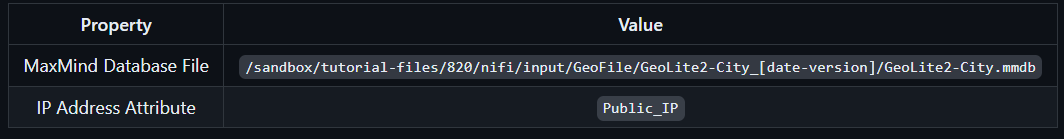 Property Value
MaxMind Database File /sandbox/tutorial-files/820/nifi/input/GeoFile/GeoLite2-City_[date-version]/GeoLite2-City.mmdb
IP Address Attribute Public_IP